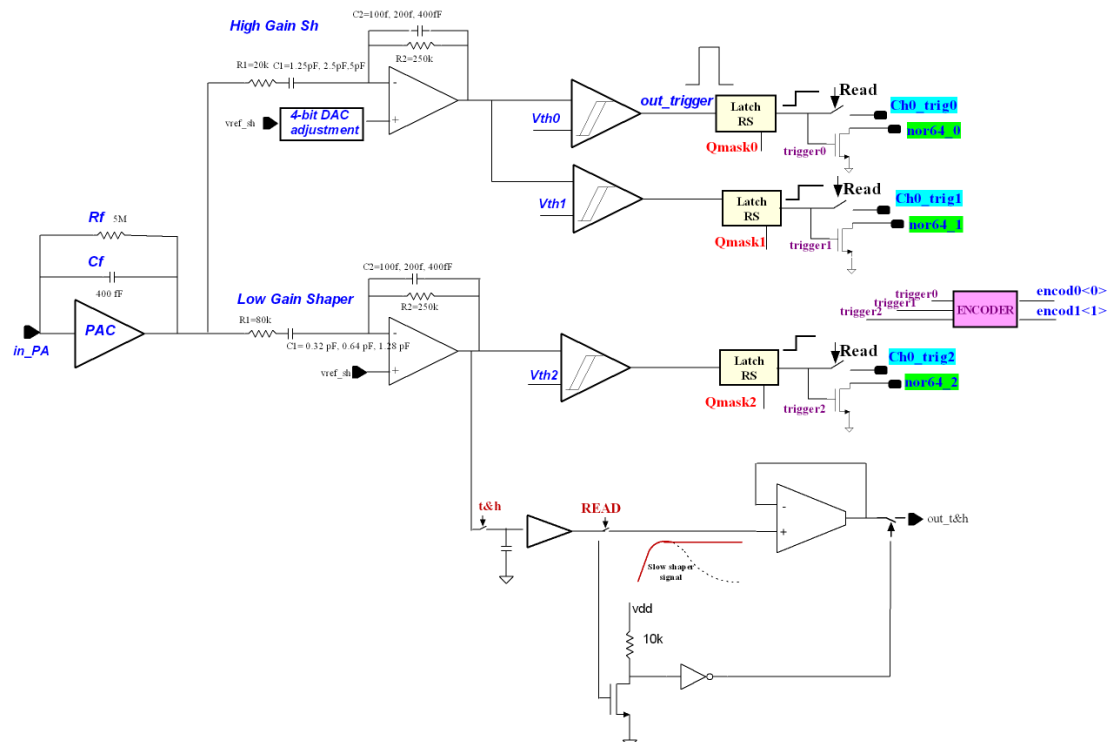 High Gain Sh
C2=100f, 200f, 400fF
R2=250k
R1=20k
C1=1.25pF, 2.5pF,5pF
-
+
vref_sh
4-bit DAC
adjustment
Vth0
out_trigger
Latch
RS
Qmask0
Read
Ch0_trig0
nor64_0
trigger0
Vth1
Latch
RS
Qmask1
Read
Ch0_trig1
nor64_1
trigger1
Rf
5M
Cf
400 fF
PAC
in_PA
Low Gain Shaper
C2=100f, 200f, 400fF
R2=250k
R1=80k
C1= 0.32 pF, 0.64 pF, 1.28 pF
-
+
vref_sh
Vth2
Latch
RS
Qmask2
Read
Ch0_trig2
nor64_2
trigger2
trigger0
trigger1
trigger2
ENCODER
encod0<0>
encod1<1>
t&h
READ
-
+
out_t&h
Slow shaper
signal
vdd
10k